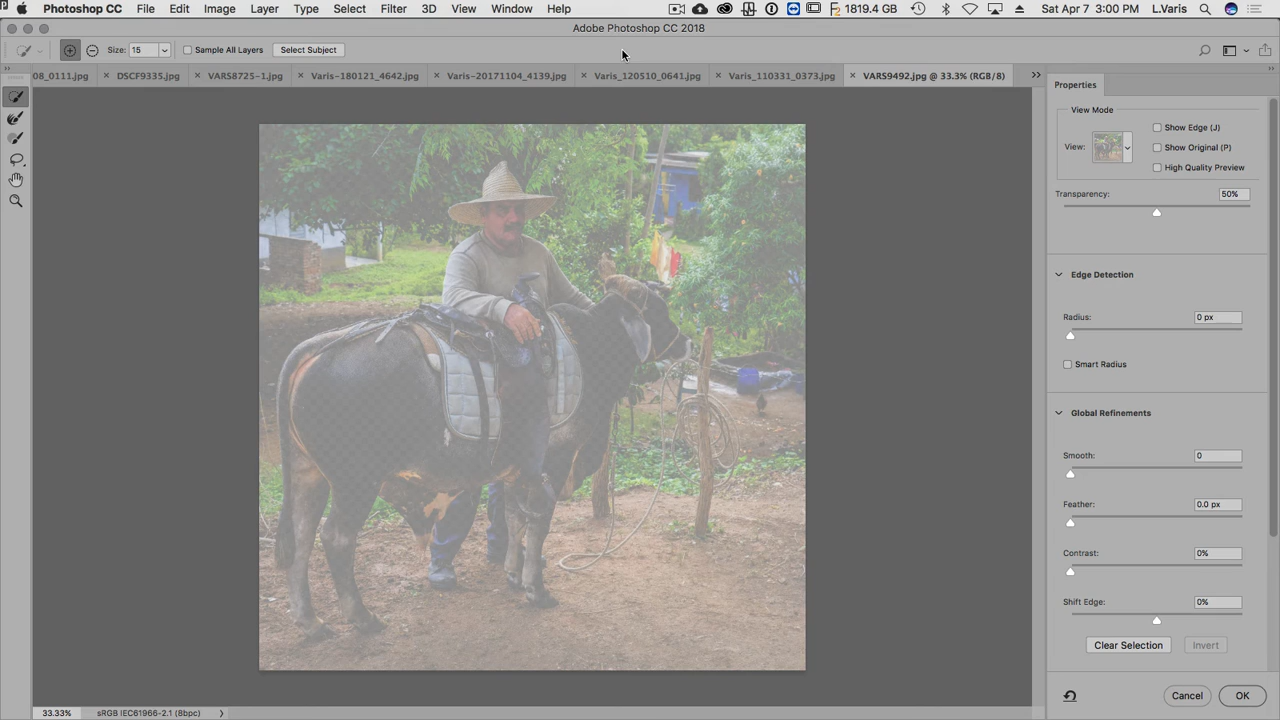 Photoshop CC File Edit Image Layer Type Select Filter 3D View Window Help 1819.4 GB Sat Apr 7 3:00 PM L.Varis
Adobe Photoshop CC 2018
Size: 15 Sample All Layers Select Subject
08_0111.jpg × DSCF9335.jpg × VARS8725-1.jpg × Varis-180121_4642.jpg × Varis-20171104_4139.jpg × Varis_120510_0641.jpg × Varis_110331_0373.jpg × VARS9492.jpg @ 33.3% (RGB/8)
Properties
View Mode
Show Edge (J)
View:
Show Original (P)
High Quality Preview
Transparency: 50%
Edge Detection
Radius: 0 px
Smart Radius
Global Refinements
Smooth: 0
Feather: 0.0 px
Contrast: 0%
Shift Edge: 0%
Clear Selection Invert
Cancel OK
33.33% sRGB IEC61966-2.1 (8bpc)